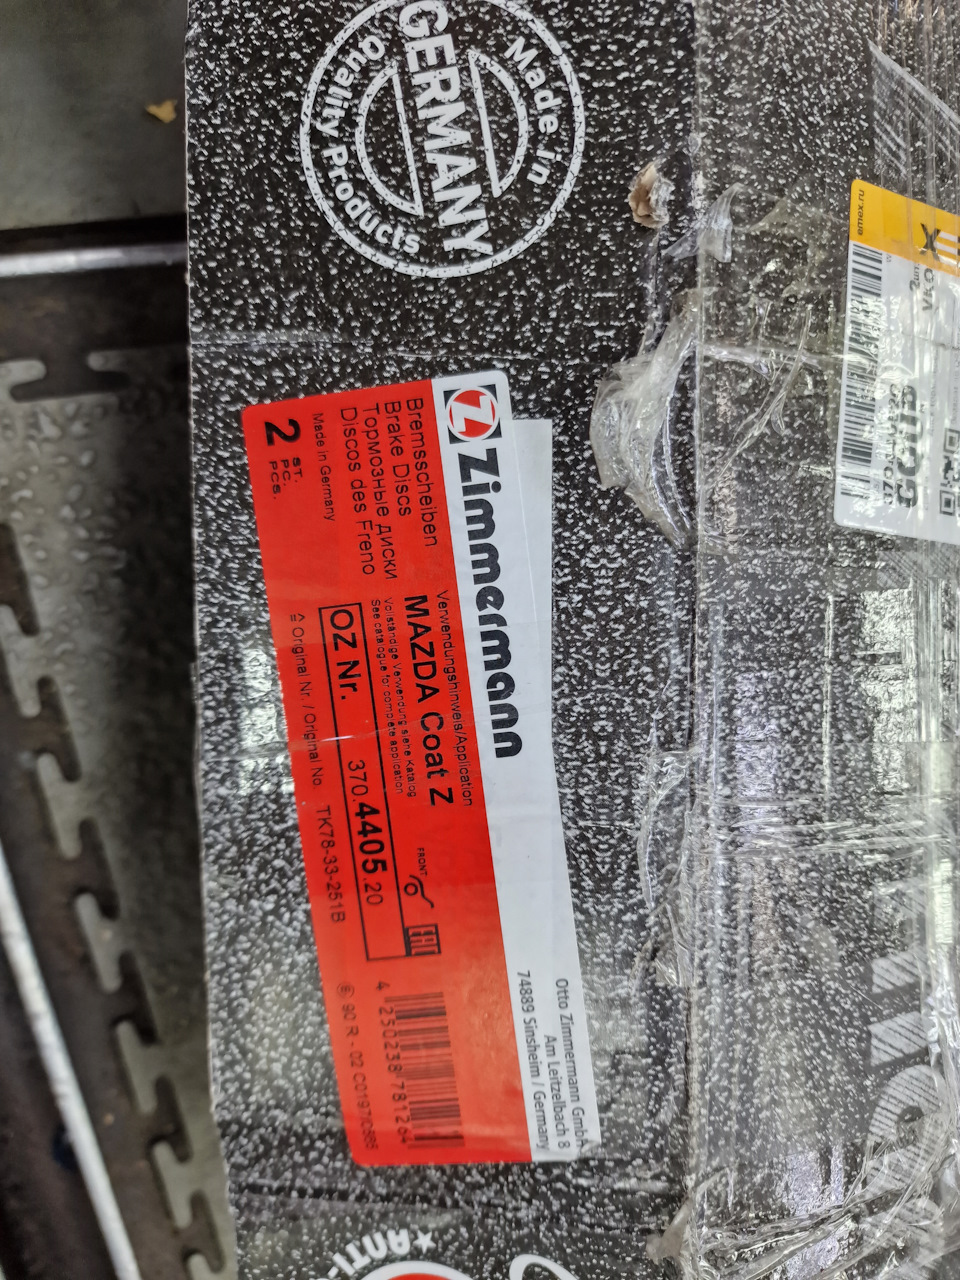 Made in
GERMANY
Quality Products
Zimmermann
Otto Zimmermann GmbH
Am Leitzelbach 8
74889 Sinsheim / Germany
Bremsscheiben
Brake Discs
Тормозные диски
Discos des Freno
Made in Germany
2
ST.
PC.
PCS.
Verwendungshinweis/Application
MAZDA Coat Z
Vollständige Verwendung siehe Katalog
See catalogue for complete application
FRONT
OZ Nr. 370.4405.20
≙ Original Nr. / Original No. TK78-33-251B
4 250238 781264
emex.ru
ANTI-